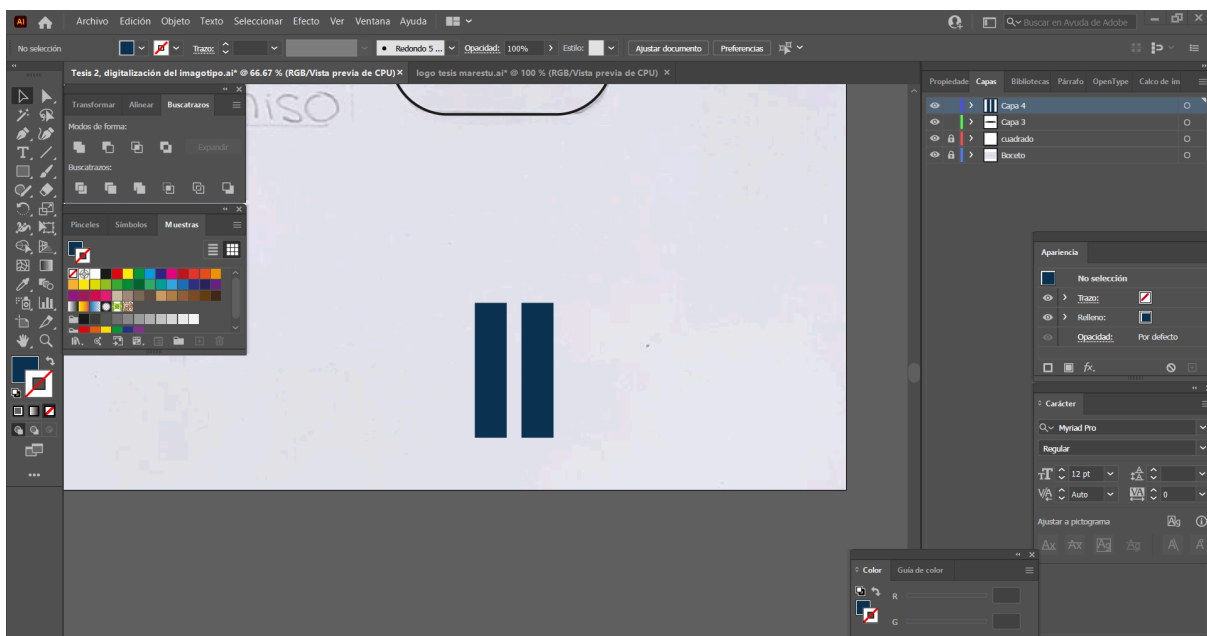 Ai Archivo Edición Objeto Texto Seleccionar Efecto Ver Ventana Ayuda Buscar en Ayuda de Adobe
No selección Trazo: Redondo 5 ... Opacidad: 100% Estilo: Ajustar documento Preferencias
Tesis 2, digitalización del imagotipo.ai* @ 66.67 % (RGB/Vista previa de CPU) × logo tesis marestu.ai* @ 100 % (RGB/Vista previa de CPU) ×
Transformar Alinear Buscatrazos
Modos de forma:
Expandir
Buscatrazos:
Pinceles Símbolos Muestras
niso
Propiedade Capas Bibliotecas Párrafo OpenType Calco de im
Capa 4
Capa 3
cuadrado
Boceto
Apariencia
No selección
Trazo:
Relleno:
Opacidad: Por defecto
fx.
Carácter
Myriad Pro
Regular
12 pt
Auto 0
Ajustar a pictograma
Color Guía de color
R
G